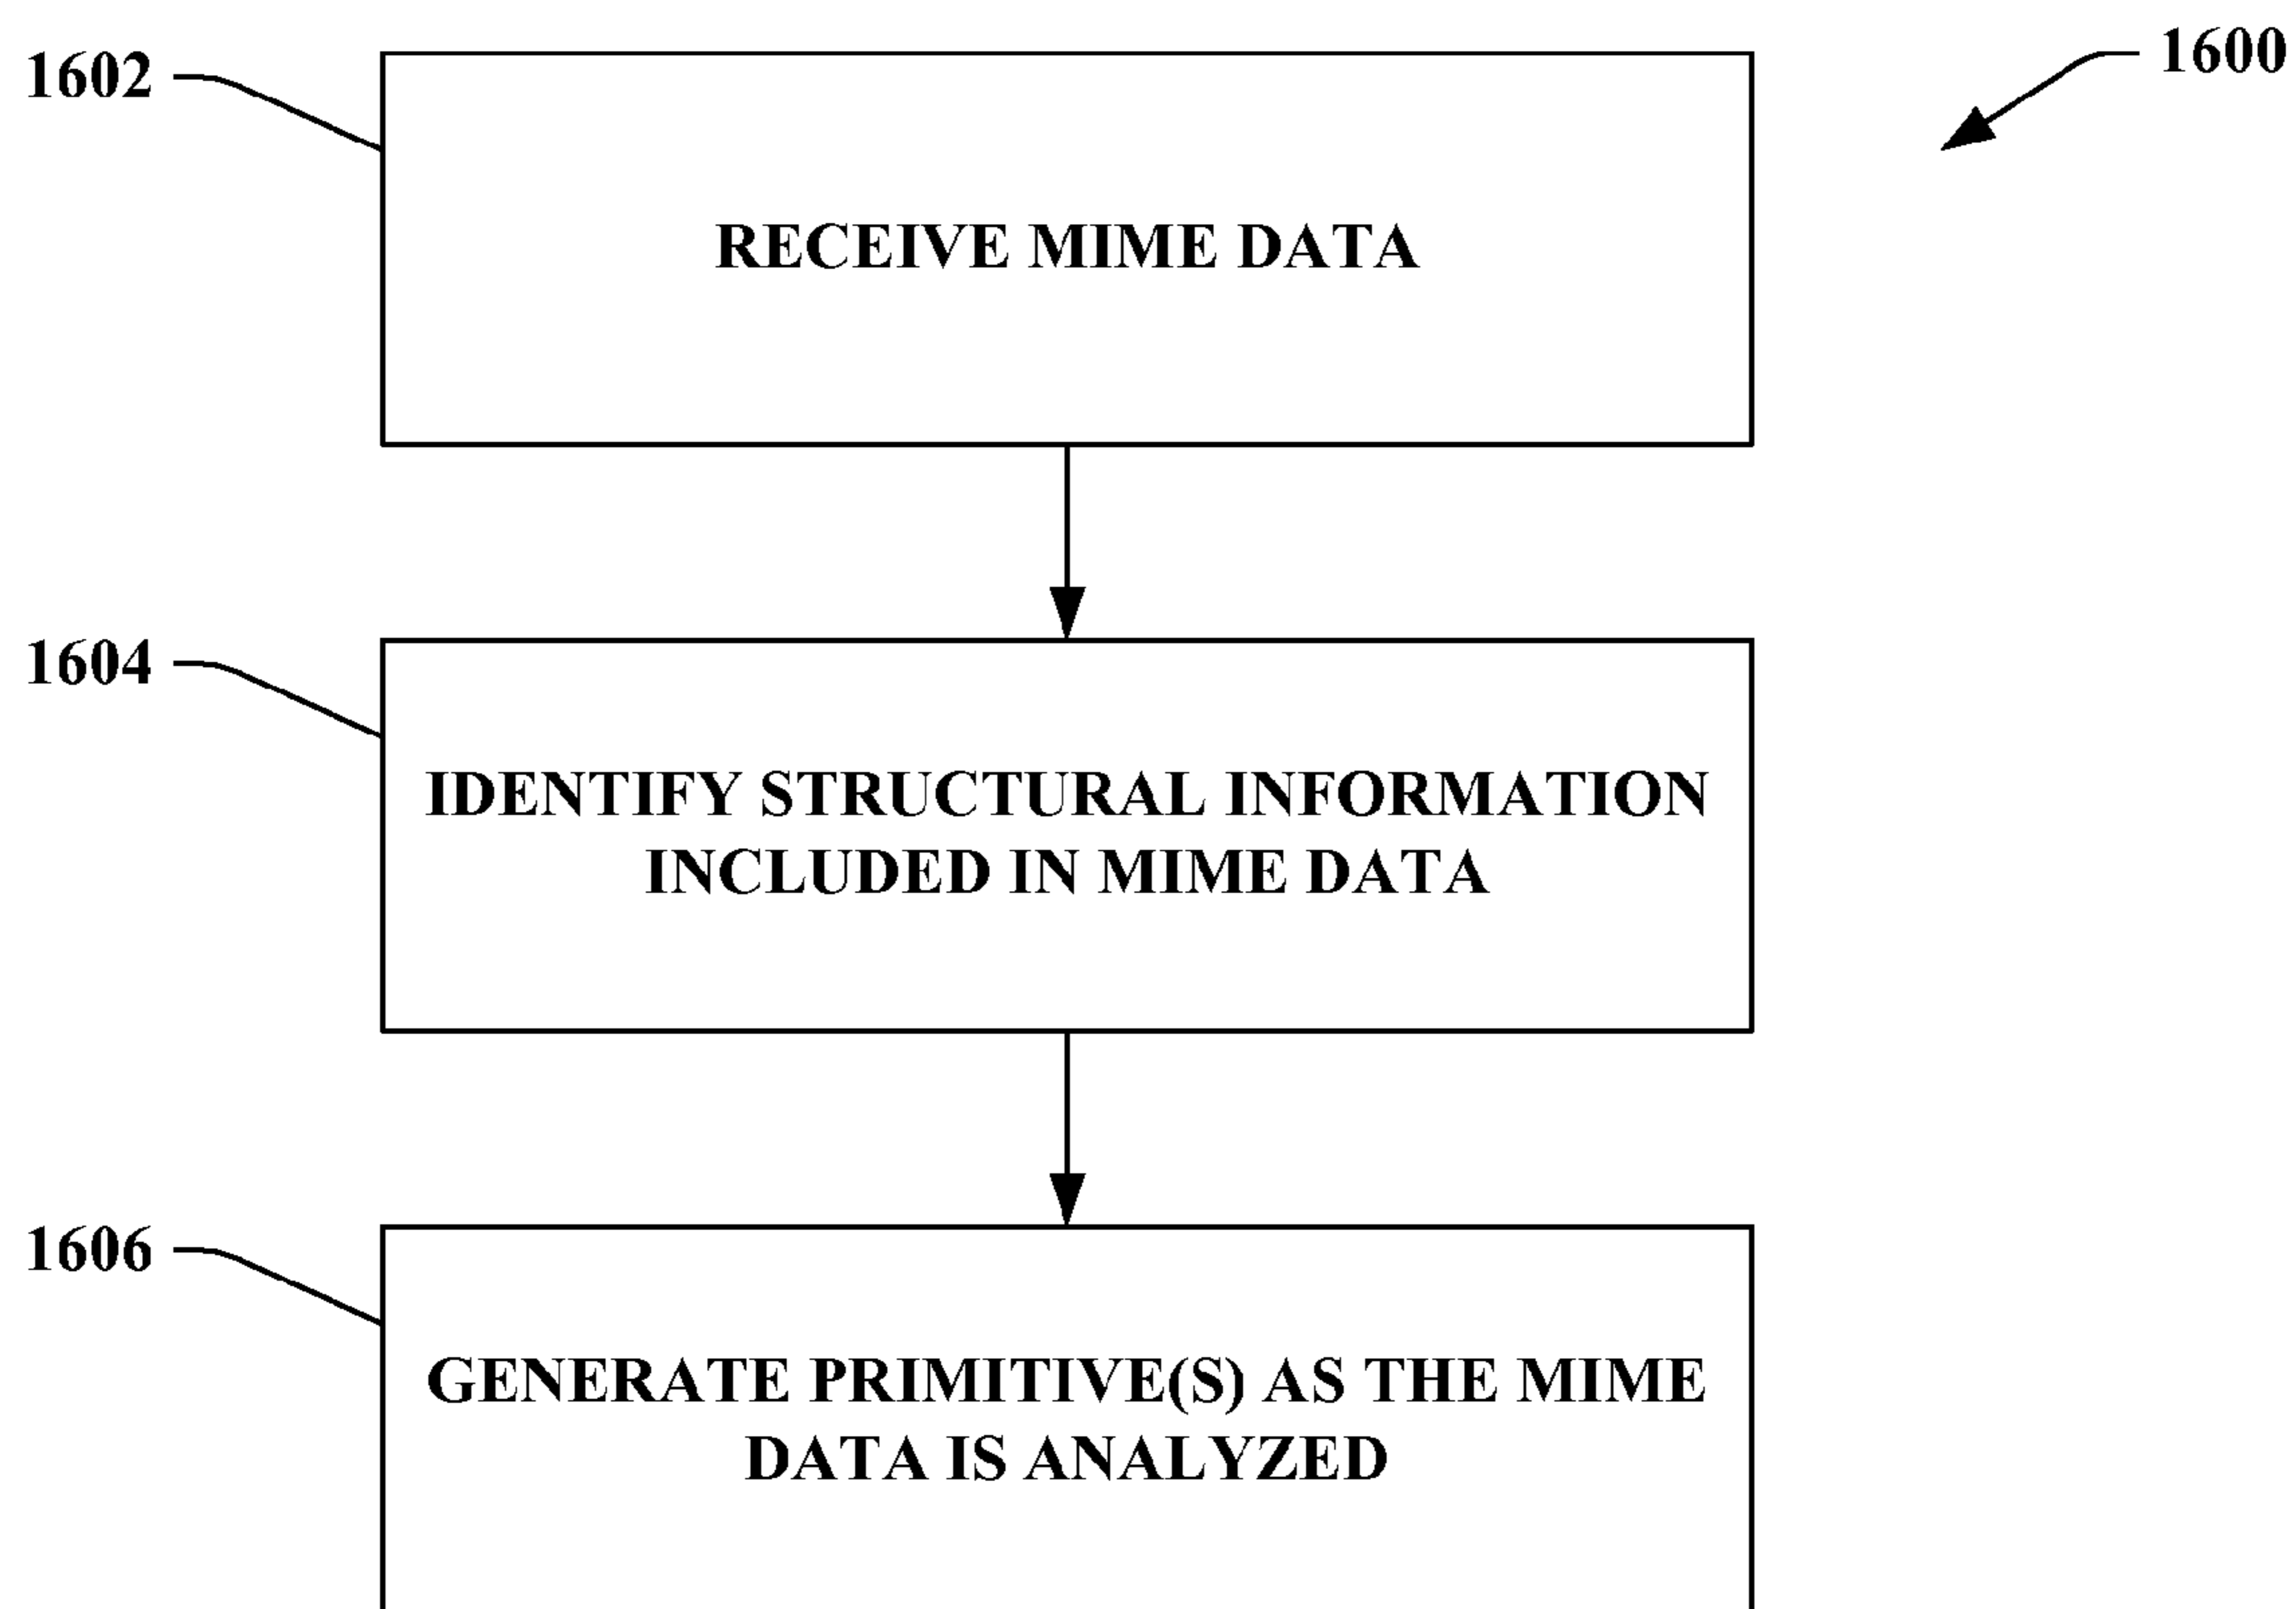 1600
1602
RECEIVE MIME DATA
1604
IDENTIFY STRUCTURAL INFORMATION
INCLUDED IN MIME DATA
1606
GENERATE PRIMITIVE(S) AS THE MIME
DATA IS ANALYZED